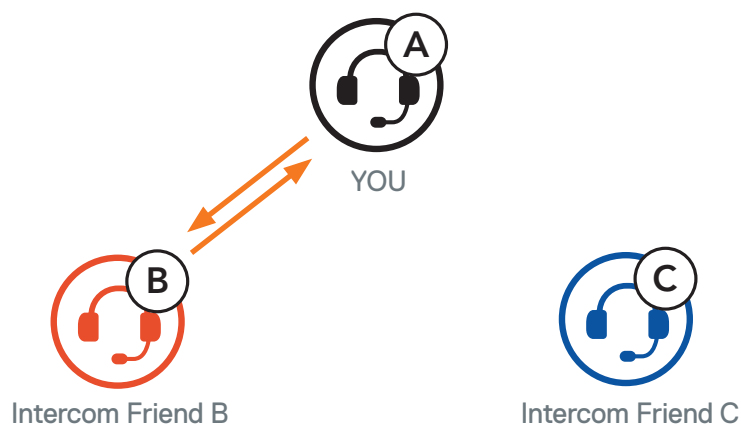 A
YOU
B
C
Intercom Friend B
Intercom Friend C